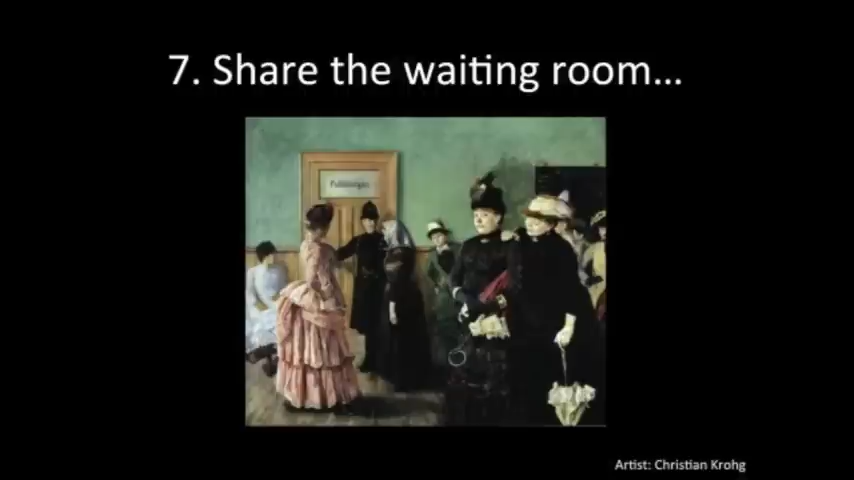 7. Share the waiting room...
Artist: Christian Krohg